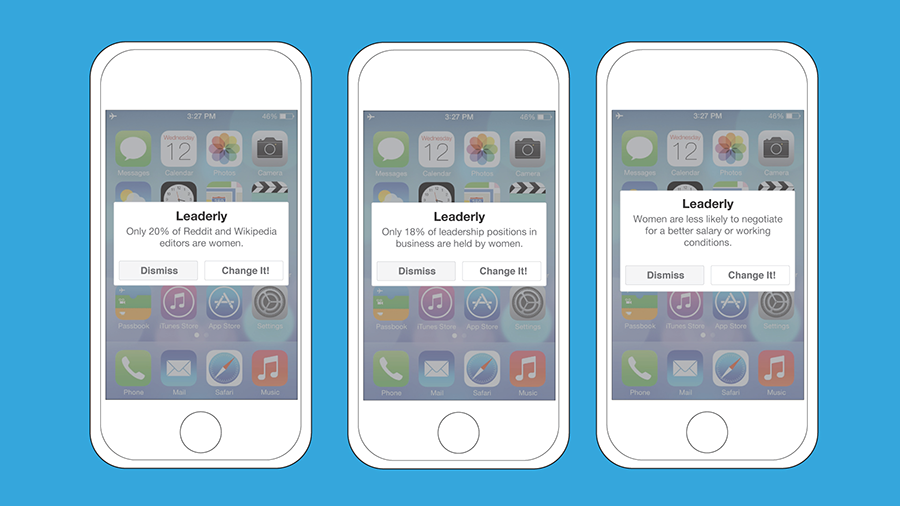 3:27 PM 46%
Wednesday
12
Messages Calendar Photos Camera
Leaderly
Only 20% of Reddit and Wikipedia
editors are women.
Dismiss Change It!
Passbook iTunes Store App Store Settings
Phone Mail Safari Music
3:27 PM 46%
Wednesday
12
Messages Calendar Photos Camera
Leaderly
Only 18% of leadership positions in
business are held by women.
Dismiss Change It!
Passbook iTunes Store App Store Settings
Phone Mail Safari Music
3:27 PM 46%
Wednesday
12
Messages Calendar Photos Camera
Leaderly
Women are less likely to negotiate
for a better salary or working
conditions.
Dismiss Change It!
Passbook iTunes Store App Store Settings
Phone Mail Safari Music